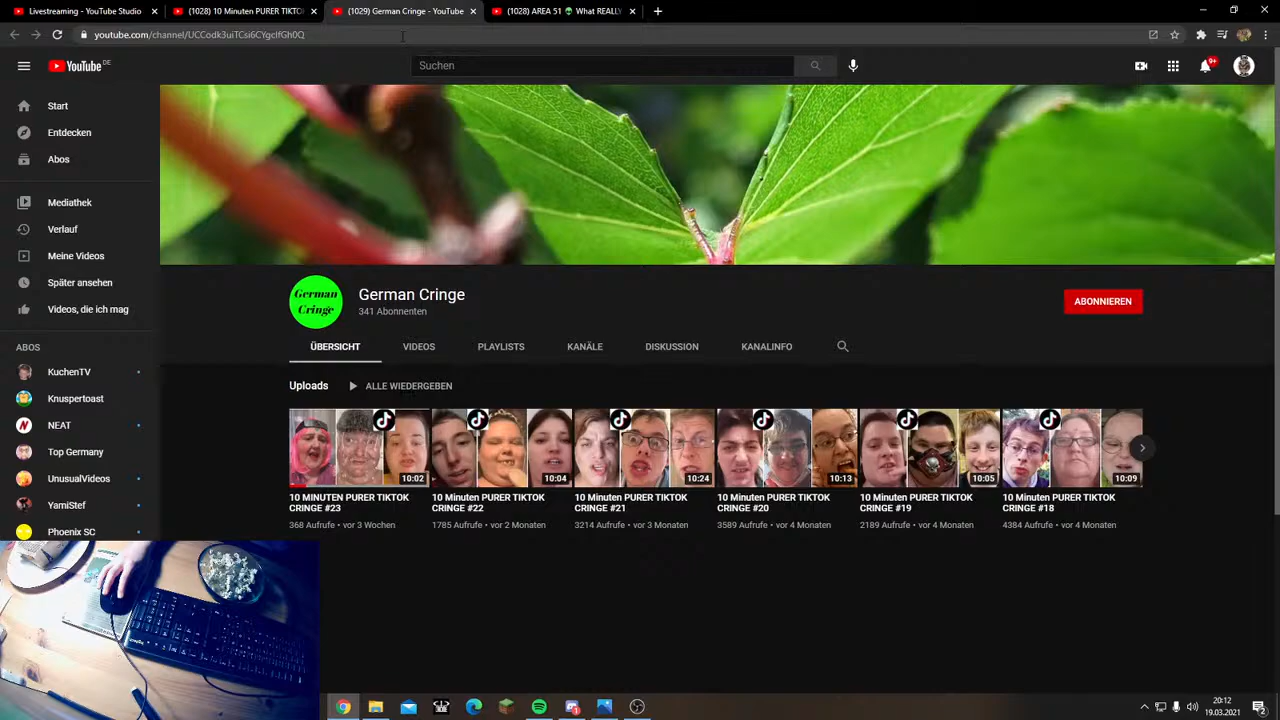 Livestreaming - YouTube Studio
(1028) 10 Minuten PURER TIKTO
(1029) German Cringe - YouTube
(1028) AREA 51 👽 What REALLY
youtube.com/channel/UCCodk3uiTCsi6CYgclfGh0Q
YouTube DE
Suchen
9+
Start
Entdecken
Abos
Mediathek
Verlauf
Meine Videos
Später ansehen
Videos, die ich mag
ABOS
KuchenTV
Knuspertoast
NEAT
Top Germany
UnusualVideos
YamiStef
Phoenix SC
German
Cringe
German Cringe
341 Abonnenten
ABONNIEREN
ÜBERSICHT
VIDEOS
PLAYLISTS
KANÄLE
DISKUSSION
KANALINFO
Uploads
ALLE WIEDERGEBEN
10:02
10:04
10:24
10:13
10:05
10:09
10 MINUTEN PURER TIKTOK
CRINGE #23
368 Aufrufe • vor 3 Wochen
10 Minuten PURER TIKTOK
CRINGE #22
1785 Aufrufe • vor 2 Monaten
10 Minuten PURER TIKTOK
CRINGE #21
3214 Aufrufe • vor 3 Monaten
10 Minuten PURER TIKTOK
CRINGE #20
3589 Aufrufe • vor 4 Monaten
10 Minuten PURER TIKTOK
CRINGE #19
2189 Aufrufe • vor 4 Monaten
10 Minuten PURER TIKTOK
CRINGE #18
4384 Aufrufe • vor 4 Monaten
20:12
19.03.2021